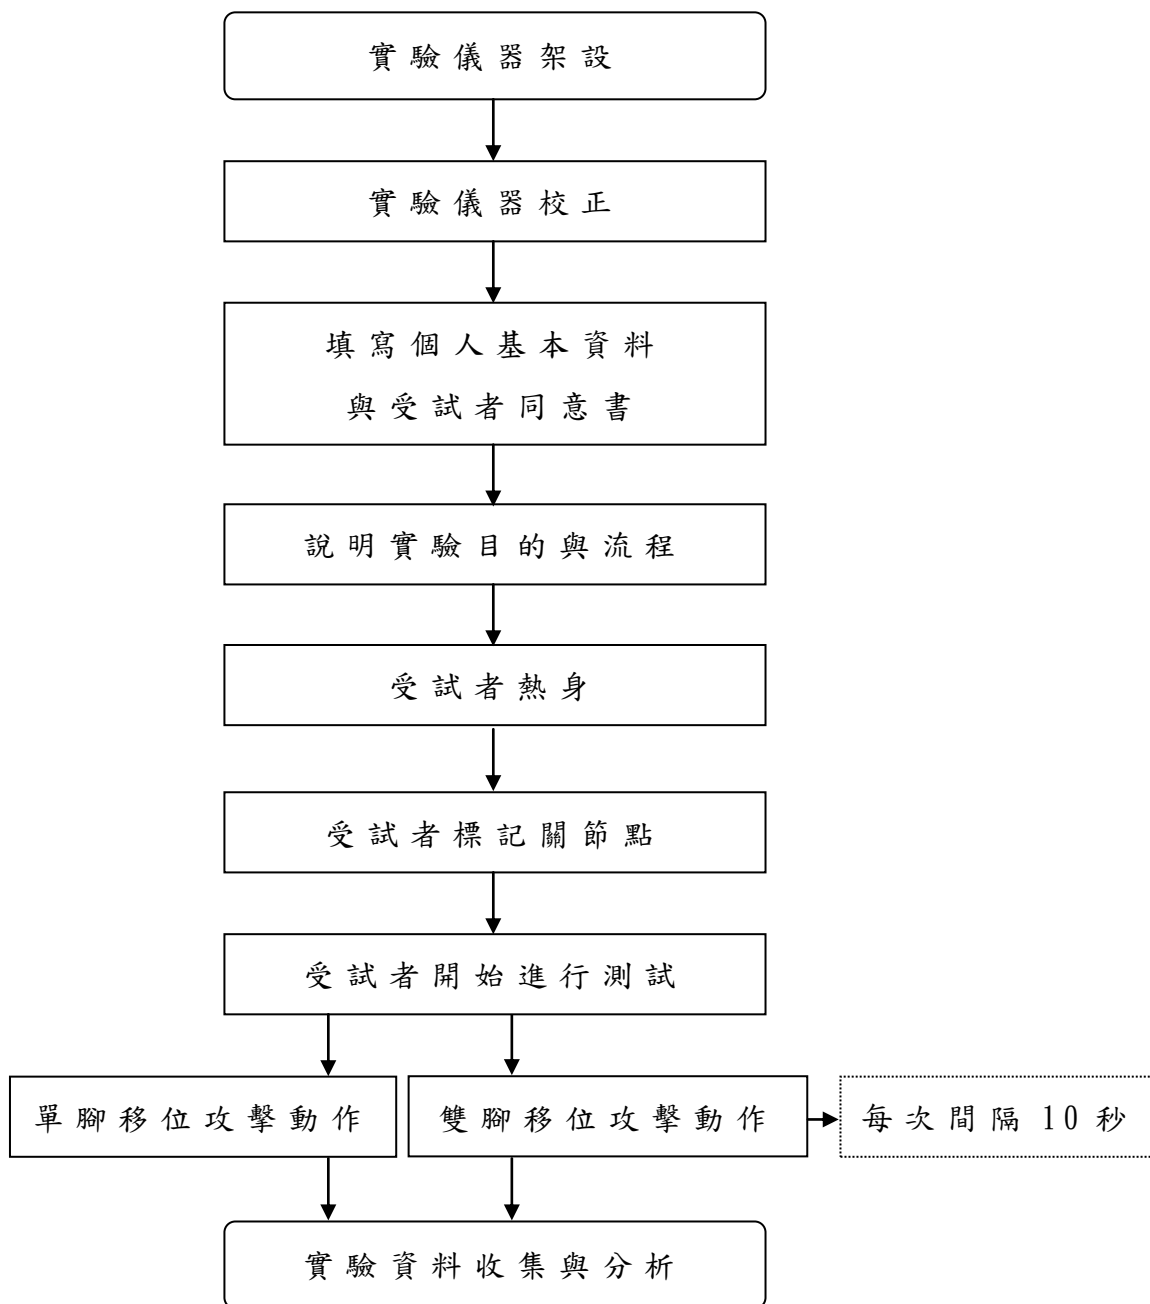 實驗儀器架設
實驗儀器校正
填寫個人基本資料
與受試者同意書
說明實驗目的與流程
受試者熱身
受試者標記關節點
受試者開始進行測試
單腳移位攻擊動作
雙腳移位攻擊動作
每次間隔 10 秒
實驗資料收集與分析